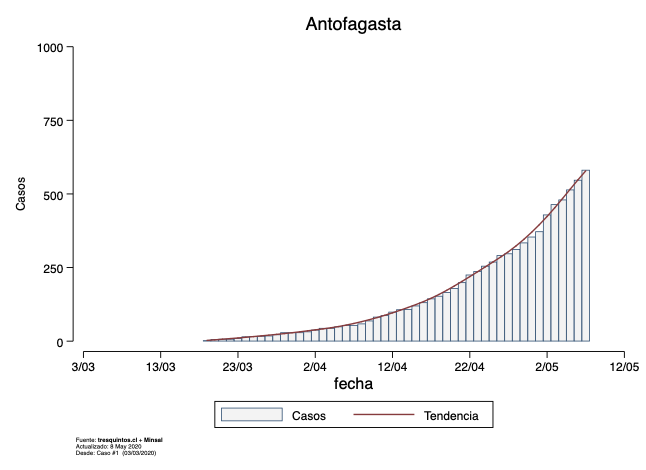 Antofagasta
1000
750
500
250
0
Casos
3/03 13/03 23/03 2/04 12/04 22/04 2/05 12/05
fecha
Casos Tendencia
Fuente: tresquintos.cl + Minsal
Actualizado: 8 May 2020
Desde: Caso #1 (03/03/2020)